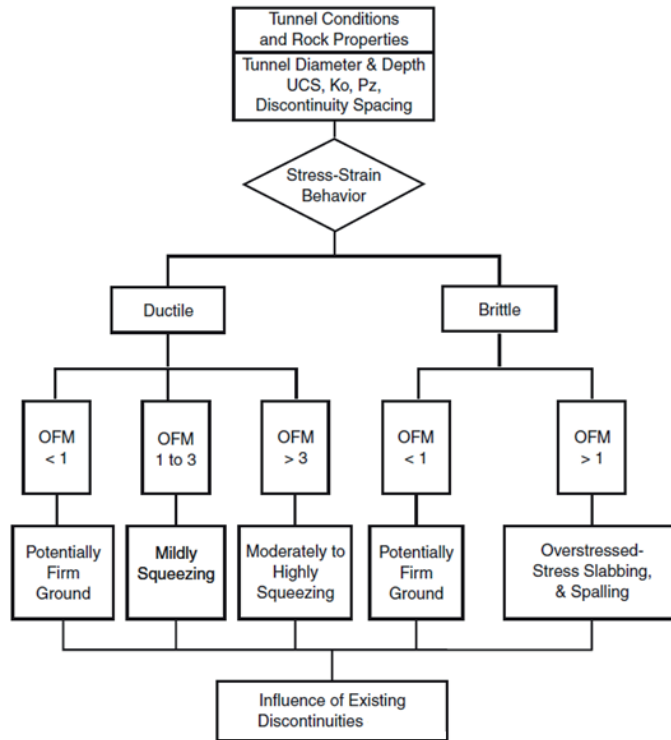 Tunnel Conditions
and Rock Properties
Tunnel Diameter & Depth
UCS, Ko, Pz,
Discontinuity Spacing
Stress-Strain
Behavior
Ductile
Brittle
OFM
< 1
OFM
1 to 3
OFM
> 3
OFM
< 1
OFM
> 1
Potentially
Firm
Ground
Mildly
Squeezing
Moderately to
Highly
Squeezing
Potentially
Firm
Ground
Overstressed-
Stress Slabbing,
& Spalling
Influence of Existing
Discontinuities